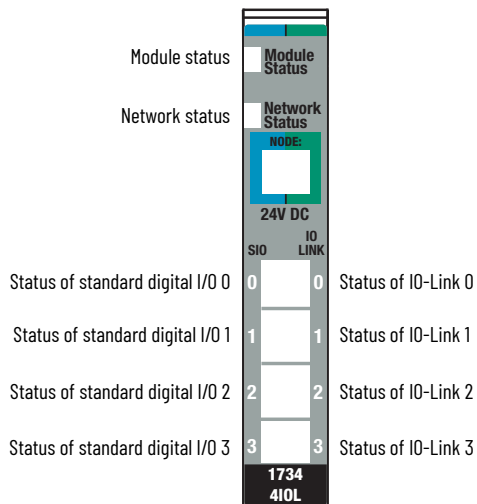 Module status
Module
Status
Network status
Network
Status
NODE:
24V DC
SIO
IO
LINK
Status of standard digital I/O 0
0
0
Status of IO-Link 0
Status of standard digital I/O 1
1
1
Status of IO-Link 1
Status of standard digital I/O 2
2
2
Status of IO-Link 2
Status of standard digital I/O 3
3
3
Status of IO-Link 3
1734
4IOL